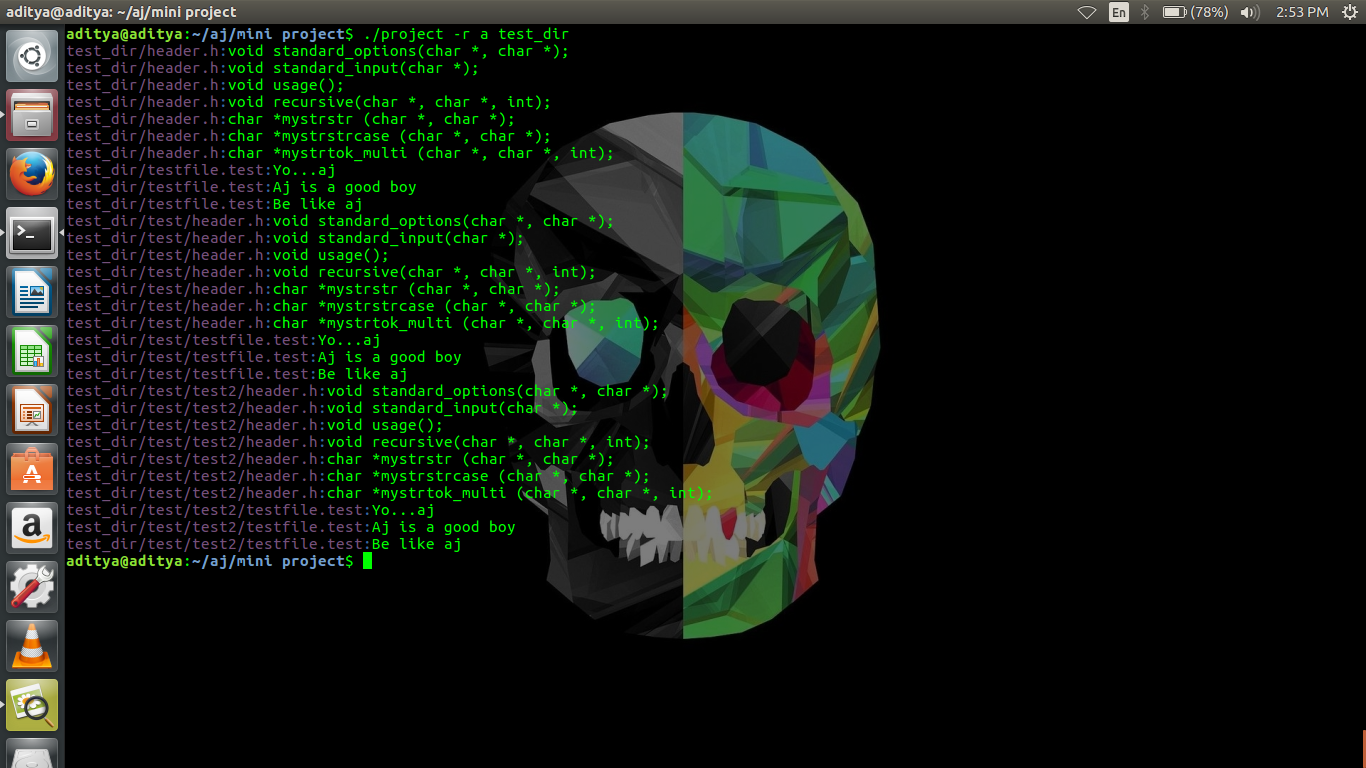 aditya@aditya: ~/aj/mini project
En
(78%)
2:53 PM
aditya@aditya:~/aj/mini project$ ./project -r a test_dir
test_dir/header.h:void standard_options(char *, char *);
test_dir/header.h:void standard_input(char *);
test_dir/header.h:void usage();
test_dir/header.h:void recursive(char *, char *, int);
test_dir/header.h:char *mystrstr (char *, char *);
test_dir/header.h:char *mystrstrcase (char *, char *);
test_dir/header.h:char *mystrtok_multi (char *, char *, int);
test_dir/testfile.test:Yo...aj
test_dir/testfile.test:Aj is a good boy
test_dir/testfile.test:Be like aj
test_dir/test/header.h:void standard_options(char *, char *);
test_dir/test/header.h:void standard_input(char *);
test_dir/test/header.h:void usage();
test_dir/test/header.h:void recursive(char *, char *, int);
test_dir/test/header.h:char *mystrstr (char *, char *);
test_dir/test/header.h:char *mystrstrcase (char *, char *);
test_dir/test/header.h:char *mystrtok_multi (char *, char *, int);
test_dir/test/testfile.test:Yo...aj
test_dir/test/testfile.test:Aj is a good boy
test_dir/test/testfile.test:Be like aj
test_dir/test/test2/header.h:void standard_options(char *, char *);
test_dir/test/test2/header.h:void standard_input(char *);
test_dir/test/test2/header.h:void usage();
test_dir/test/test2/header.h:void recursive(char *, char *, int);
test_dir/test/test2/header.h:char *mystrstr (char *, char *);
test_dir/test/test2/header.h:char *mystrstrcase (char *, char *);
test_dir/test/test2/header.h:char *mystrtok_multi (char *, char *, int);
test_dir/test/test2/testfile.test:Yo...aj
test_dir/test/test2/testfile.test:Aj is a good boy
test_dir/test/test2/testfile.test:Be like aj
aditya@aditya:~/aj/mini project$